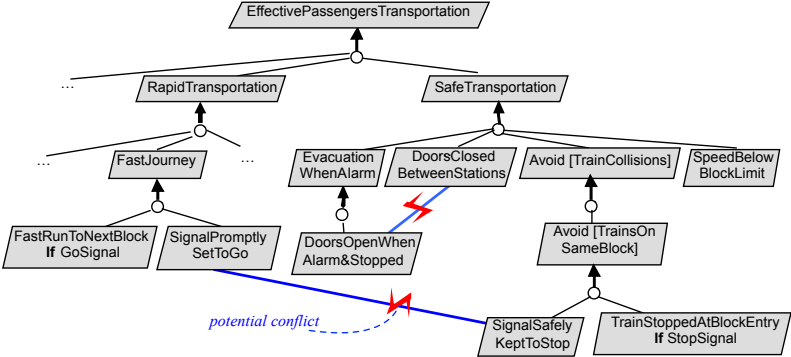 EffectivePassengersTransportation
...
RapidTransportation
SafeTransportation
...
FastJourney
...
Evacuation
WhenAlarm
DoorsClosed
BetweenStations
Avoid [TrainCollisions]
SpeedBelow
BlockLimit
FastRunToNextBlock
If GoSignal
SignalPromptly
SetToGo
DoorsOpenWhen
Alarm&Stopped
Avoid [TrainsOn
SameBlock]
potential conflict
SignalSafely
KeptToStop
TrainStoppedAtBlockEntry
If StopSignal